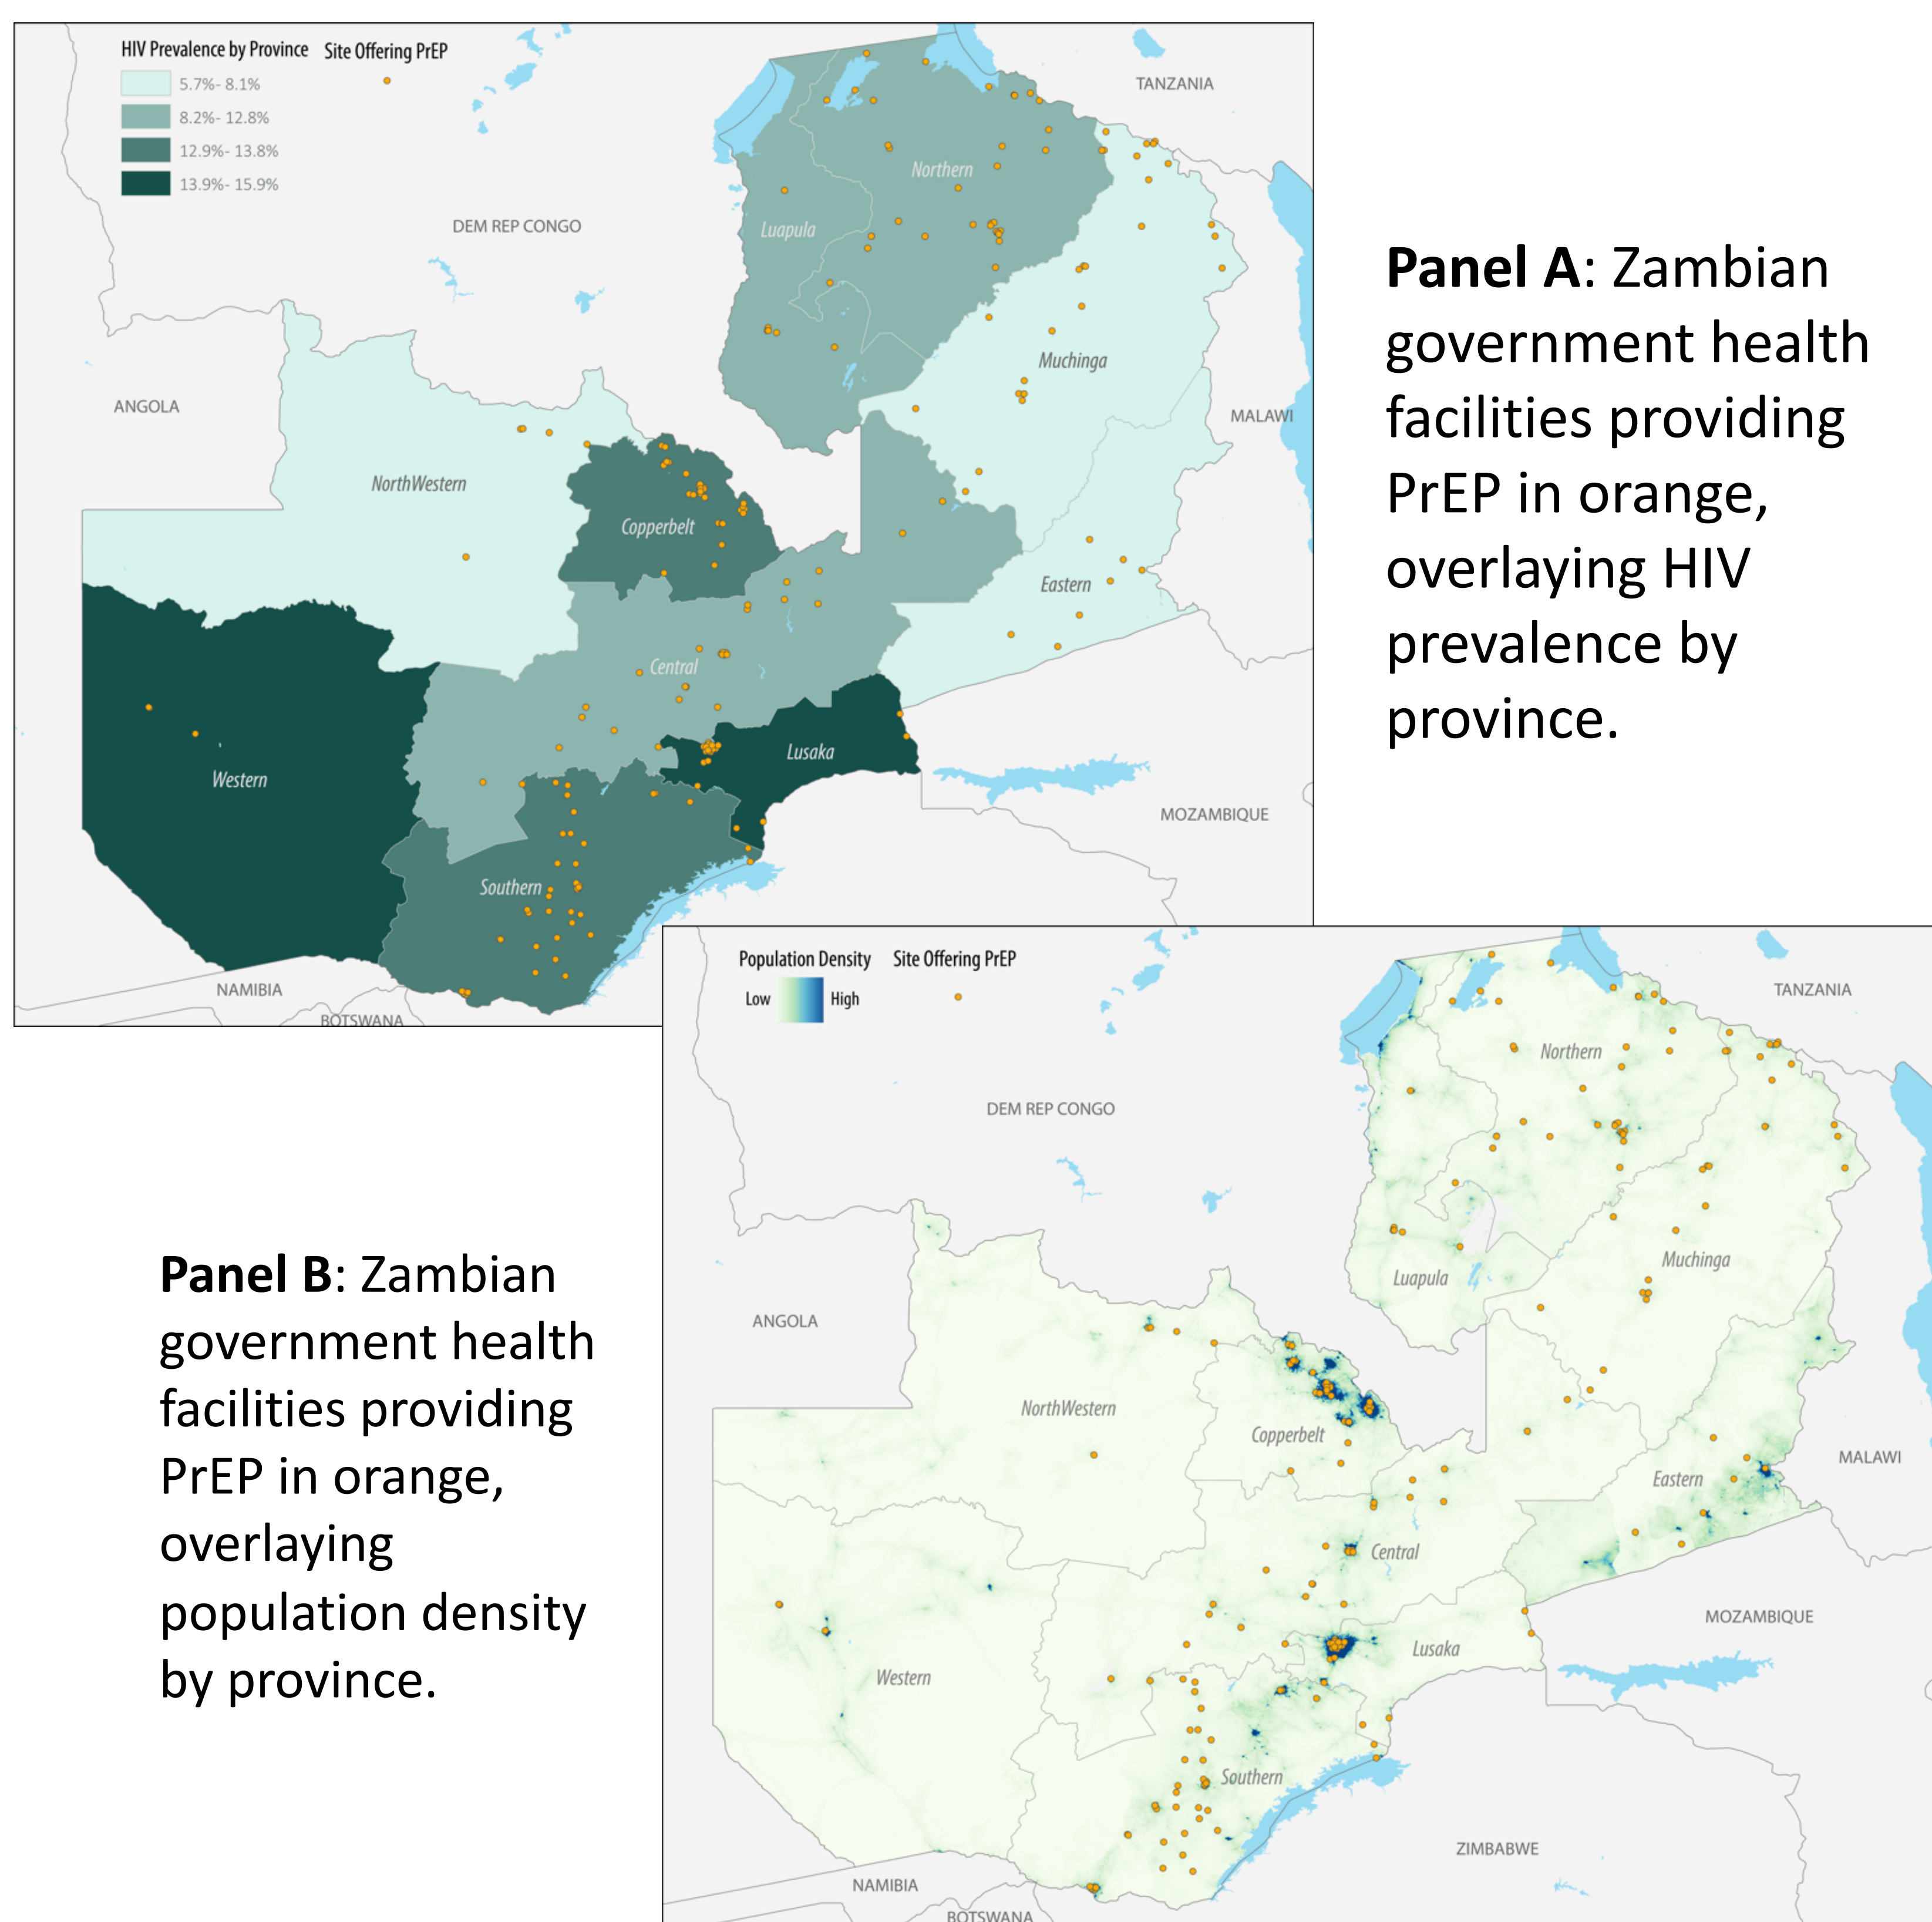 HIV Prevalence by Province Site Offering PrEP
5.7%- 8.1%
8.2%- 12.8%
12.9%- 13.8%
13.9%- 15.9%
TANZANIA
DEM REP CONGO
Northern
Luapula
Muchinga
ANGOLA
MALAWI
NorthWestern
Copperbelt
Eastern
Central
Lusaka
Western
MOZAMBIQUE
Southern
NAMIBIA
BOTSWANA
Panel A: Zambian
government health
facilities providing
PrEP in orange,
overlaying HIV
prevalence by
province.
Population Density Site Offering PrEP
Low High
TANZANIA
Northern
DEM REP CONGO
Muchinga
Luapula
ANGOLA
NorthWestern
Copperbelt
MALAWI
Eastern
Central
MOZAMBIQUE
Lusaka
Western
Southern
ZIMBABWE
NAMIBIA
BOTSWANA
Panel B: Zambian
government health
facilities providing
PrEP in orange,
overlaying
population density
by province.